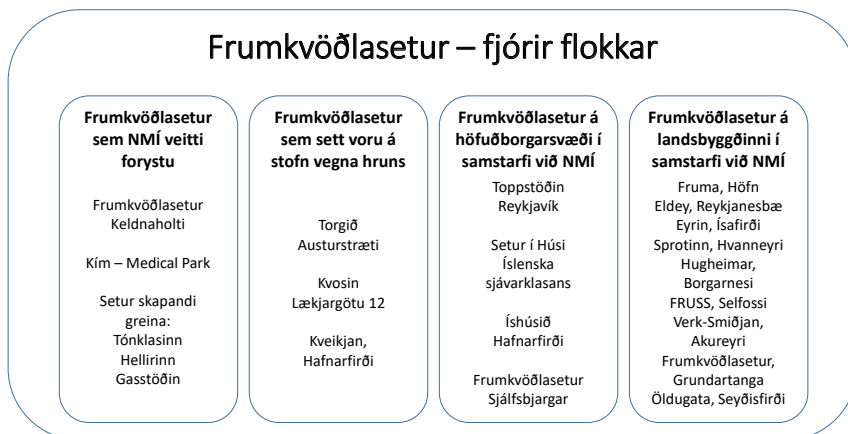 Frumkvöðlasetur – fjórir flokkar
Frumkvöðlasetur
sem NMÍ veitti
forystu
Frumkvöðlasetur
Keldnaholti
Kím – Medical Park
Setur skapandi
greina:
Tónklasinn
Hellirinn
Gasstöðin
Frumkvöðlasetur
sem sett voru á
stofn vegna hruns
Torgið
Austurstræti
Kvosin
Lækjargötu 12
Kveikjan,
Hafnarfirði
Frumkvöðlasetur á
höfuðborgarsvæði í
samstarfi við NMÍ
Toppstöðin
Reykjavík
Setur í Húsi
Íslenska
sjávarklasans
Íshúsið
Hafnarfirði
Frumkvöðlasetur
Sjálfsbjargar
Frumkvöðlasetur á
landsbyggðinni í
samstarfi við NMÍ
Fruma, Höfn
Eldey, Reykjanesbæ
Eyrin, Ísafirði
Sprotinn, Hvanneyri
Hugheimar,
Borgarnesi
FRUSS, Selfossi
Verk-Smiðjan,
Akureyri
Frumkvöðlasetur,
Grundartanga
Öldugata, Seyðisfirði